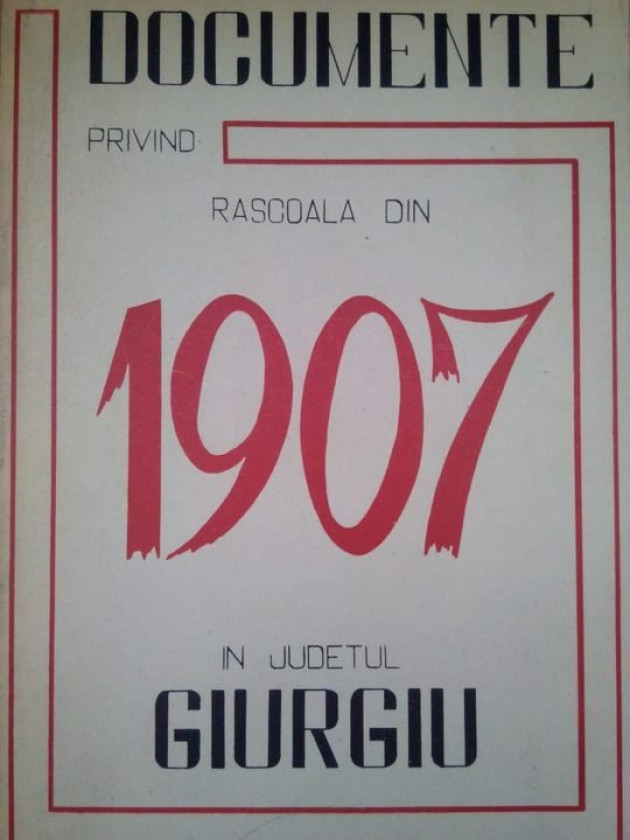 DOCUMENTE
PRIVIND
RASCOALA DIN
1907
IN JUDETUL
GIURGIU